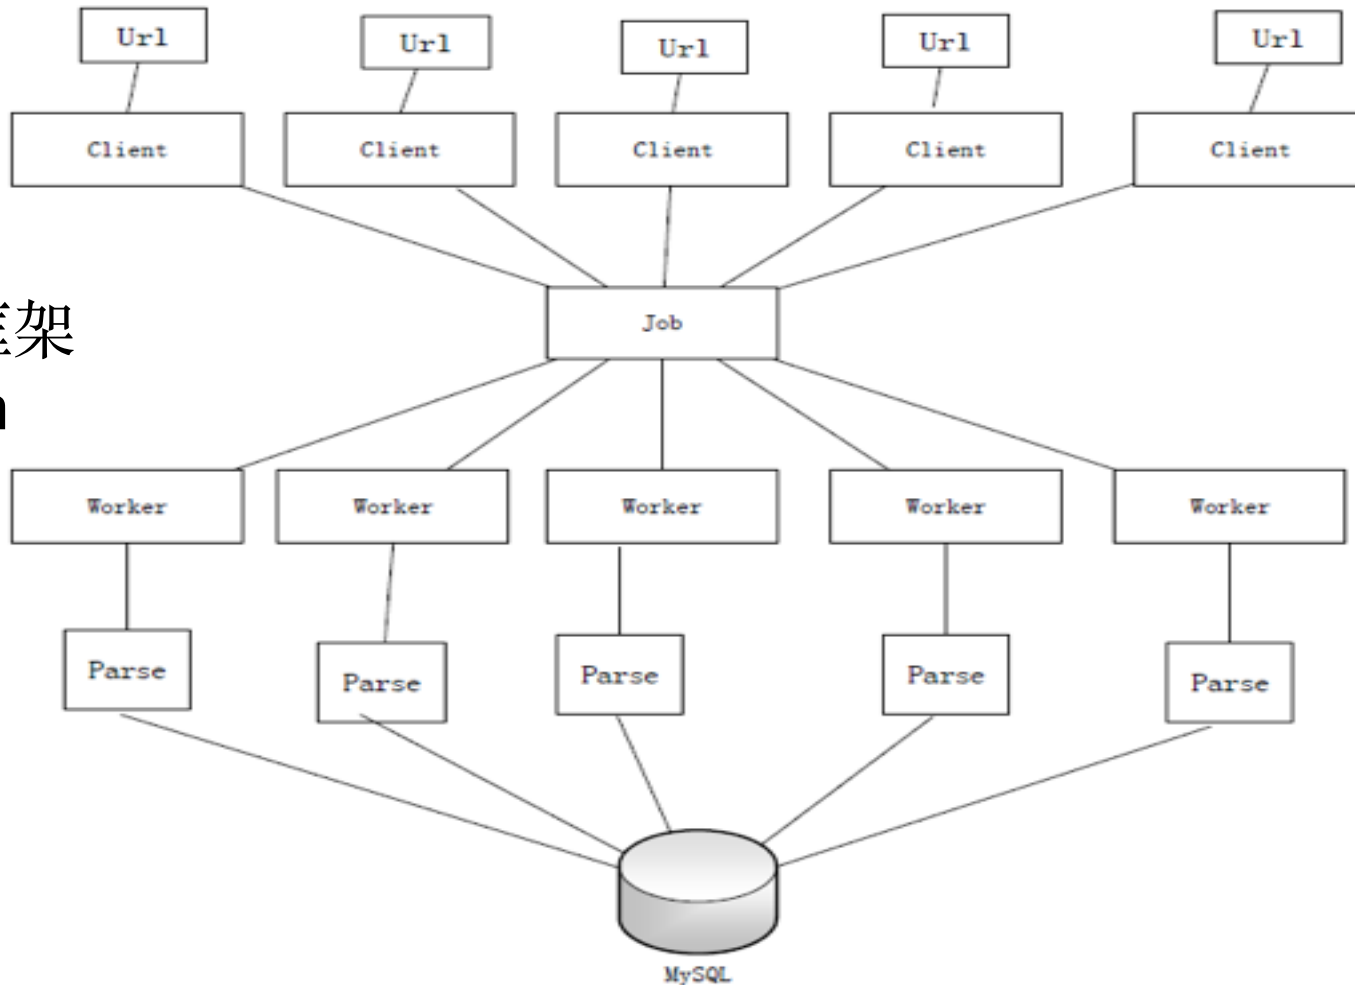 Url Url Url Url Url
Client Client Client Client Client
Job
架
Worker Worker Worker Worker Worker
Parse Parse Parse Parse Parse
MySQL